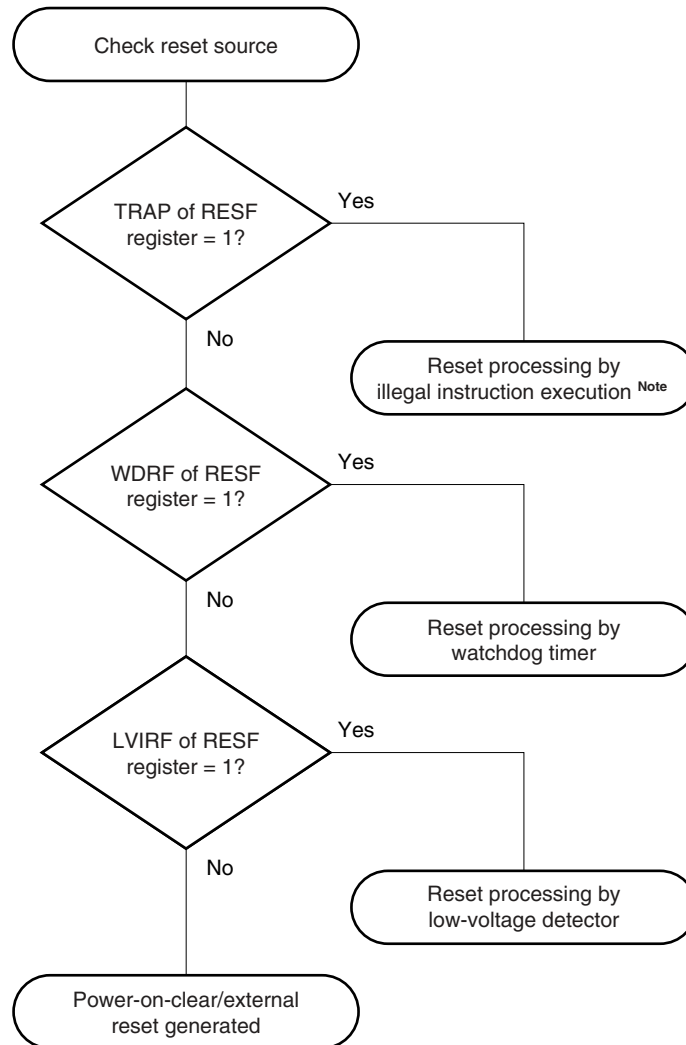 Check reset source
TRAP of RESF
register = 1?
Yes
No
Reset processing by
illegal instruction execution Note
WDRF of RESF
register = 1?
Yes
No
Reset processing by
watchdog timer
LVIRF of RESF
register = 1?
Yes
No
Reset processing by
low-voltage detector
Power-on-clear/external
reset generated